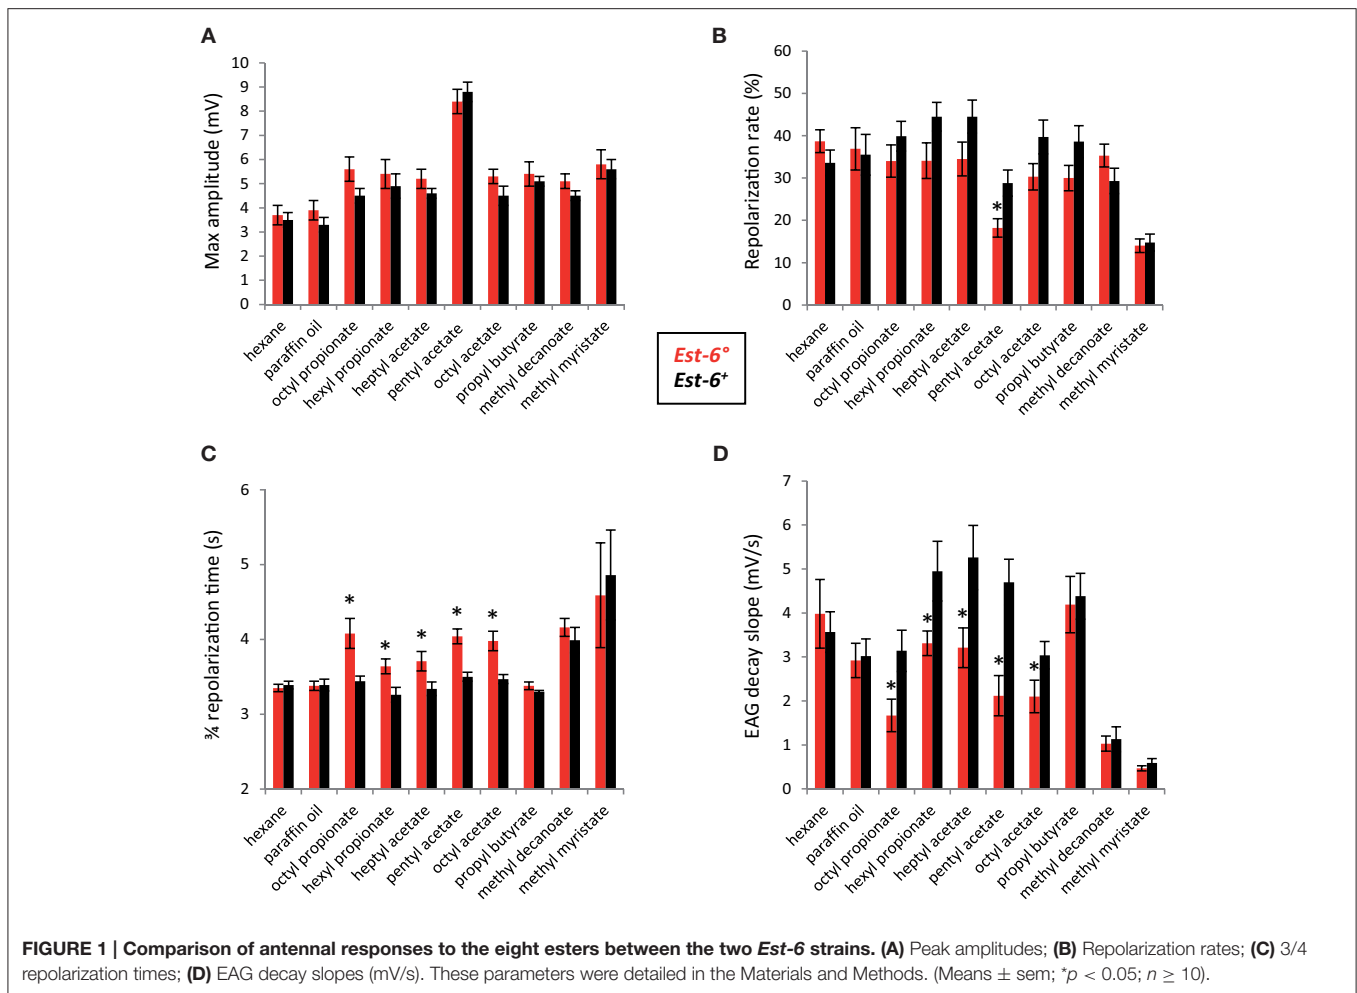 A
Max amplitude (mV)
10
9
8
7
6
5
4
3
2
1
0
hexane
paraffin oil
octyl propionate
hexyl propionate
heptyl acetate
pentyl acetate
octyl acetate
propyl butyrate
methyl decanoate
methyl myristate
B
Repolarization rate (%)
60
50
40
30
20
10
0
*
hexane
paraffin oil
octyl propionate
hexyl propionate
heptyl acetate
pentyl acetate
octyl acetate
propyl butyrate
methyl decanoate
methyl myristate
Est-6°
Est-6⁺
C
¾ repolarization time (s)
6
5
4
3
2
* * * * *
hexane
paraffin oil
octyl propionate
hexyl propionate
heptyl acetate
pentyl acetate
octyl acetate
propyl butyrate
methyl decanoate
methyl myristate
D
EAG decay slope (mV/s)
7
6
5
4
3
2
1
0
* * * * *
hexane
paraffin oil
octyl propionate
hexyl propionate
heptyl acetate
pentyl acetate
octyl acetate
propyl butyrate
methyl decanoate
methyl myristate
FIGURE 1 | Comparison of antennal responses to the eight esters between the two Est-6 strains. (A) Peak amplitudes; (B) Repolarization rates; (C) 3/4
repolarization times; (D) EAG decay slopes (mV/s). These parameters were detailed in the Materials and Methods. (Means ± sem; *p < 0.05; n ≥ 10).